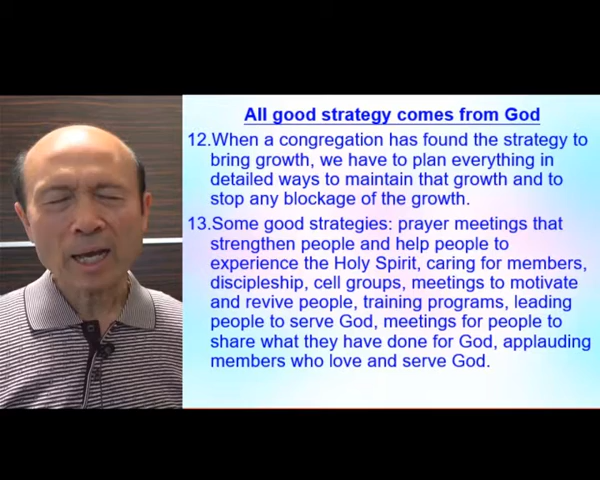 All good strategy comes from God
12.When a congregation has found the strategy to
bring growth, we have to plan everything in
detailed ways to maintain that growth and to
stop any blockage of the growth.
13.Some good strategies: prayer meetings that
strengthen people and help people to
experience the Holy Spirit, caring for members,
discipleship, cell groups, meetings to motivate
and revive people, training programs, leading
people to serve God, meetings for people to
share what they have done for God, applauding
members who love and serve God.